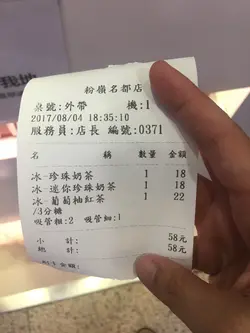 我地
粉嶺名都店
桌號:外帶 機:1
2017/08/04 18:35:10
服務員:店長 編號:0371
名 稱 數量 金額
冰-珍珠奶茶 1 18
冰-迷你珍珠奶茶 1 18
冰-葡萄柚紅茶 1 22
/3分糖
吸管粗:2 吸管細:1
小 計: 58元
總 計: 58元